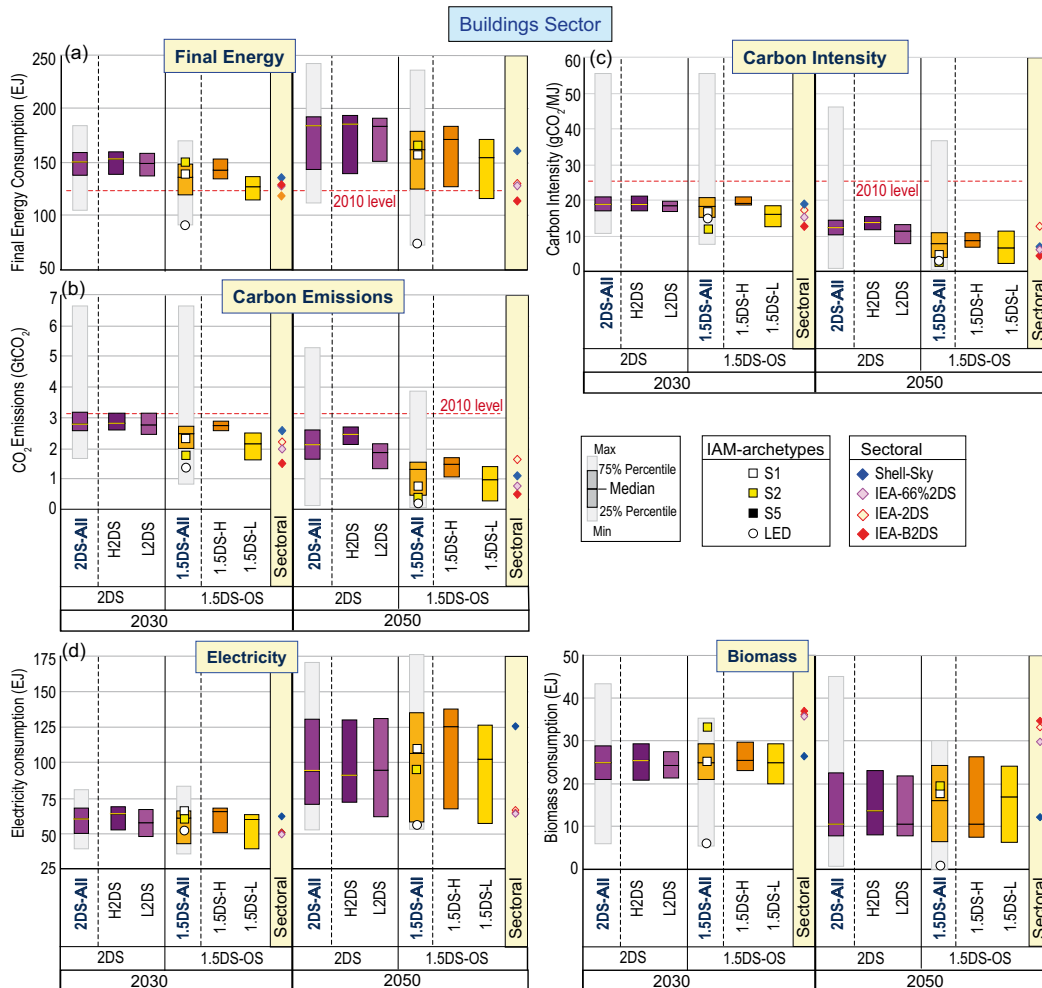 Buildings Sector
(a)
Final Energy
Final Energy Consumption (EJ)
250
200
150
100
50
2010 level
(b)
Carbon Emissions
CO2 Emissions (GtCO2)
7
6
5
4
3
2
1
0
2010 level
2DS-All
H2DS
L2DS
1.5DS-All
1.5DS-H
1.5DS-L
Sectoral
2DS-All
H2DS
L2DS
1.5DS-All
1.5DS-H
1.5DS-L
Sectoral
2DS
1.5DS-OS
2DS
1.5DS-OS
2030
2050
(c)
Carbon Intensity
Carbon Intensity (gCO2/MJ)
60
50
40
30
20
10
0
2010 level
2DS-All
H2DS
L2DS
1.5DS-All
1.5DS-H
1.5DS-L
Sectoral
2DS-All
H2DS
L2DS
1.5DS-All
1.5DS-H
1.5DS-L
Sectoral
2DS
1.5DS-OS
2DS
1.5DS-OS
2030
2050
Max
75% Percentile
Median
25% Percentile
Min
IAM-archetypes
S1
S2
S5
LED
Sectoral
Shell-Sky
IEA-66%2DS
IEA-2DS
IEA-B2DS
(d)
Electricity
Electricity consumption (EJ)
175
150
125
100
75
50
25
2DS-All
H2DS
L2DS
1.5DS-All
1.5DS-H
1.5DS-L
Sectoral
2DS-All
H2DS
L2DS
1.5DS-All
1.5DS-H
1.5DS-L
Sectoral
2DS
1.5DS-OS
2DS
1.5DS-OS
2030
2050
Biomass
Biomass consumption (EJ)
50
40
30
20
10
0
2DS-All
H2DS
L2DS
1.5DS-All
1.5DS-H
1.5DS-L
Sectoral
2DS-All
H2DS
L2DS
1.5DS-All
1.5DS-H
1.5DS-L
Sectoral
2DS
1.5DS-OS
2DS
1.5DS-OS
2030
2050